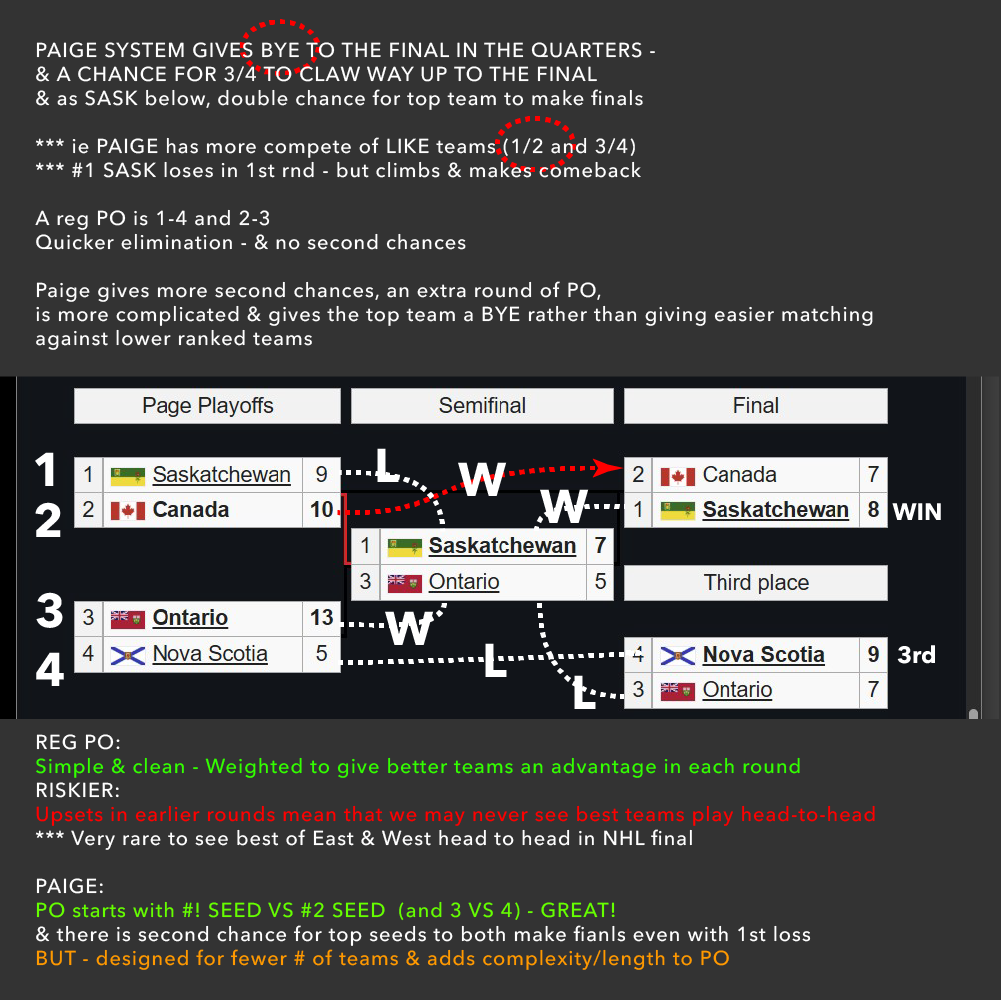 PAIGE SYSTEM GIVES BYE TO THE FINAL IN THE QUARTERS -
& A CHANCE FOR 3/4 TO CLAW WAY UP TO THE FINAL
& as SASK below, double chance for top team to make finals
*** ie PAIGE has more compete of LIKE teams (1/2 and 3/4)
*** #1 SASK loses in 1st rnd - but climbs & makes comeback
A reg PO is 1-4 and 2-3
Quicker elimination - & no second chances
Paige gives more second chances, an extra round of PO,
is more complicated & gives the top team a BYE rather than giving easier matching
against lower ranked teams
Page Playoffs Semifinal Final
1 1 Saskatchewan 9 L W 2 Canada 7
2 2 Canada 10 W 1 Saskatchewan 8 WIN
1 Saskatchewan 7
3 Ontario 5 Third place
3 3 Ontario 13 W
4 4 Nova Scotia 5 L 4 Nova Scotia 9 3rd
L 3 Ontario 7
REG PO:
Simple & clean - Weighted to give better teams an advantage in each round
RISKIER:
Upsets in earlier rounds mean that we may never see best teams play head-to-head
*** Very rare to see best of East & West head to head in NHL final
PAIGE:
PO starts with #! SEED VS #2 SEED (and 3 VS 4) - GREAT!
& there is second chance for top seeds to both make fianls even with 1st loss
BUT - designed for fewer # of teams & adds complexity/length to PO